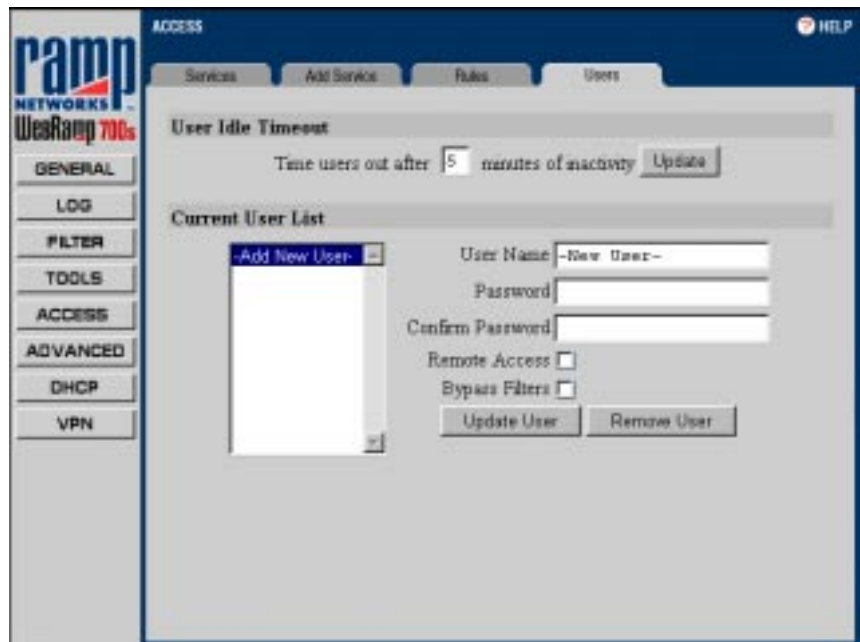 ACCESS
HELP
ramp
NETWORKS
WebRamp 700s
Services
Add Service
Rules
Users
User Idle Timeout
Time users out after 5 minutes of inactivity Update
GENERAL
LOG
FILTER
TOOLS
ACCESS
ADVANCED
DHCP
VPN
Current User List
-Add New User-
User Name -New User-
Password
Confirm Password
Remote Access
Bypass Filters
Update User
Remove User